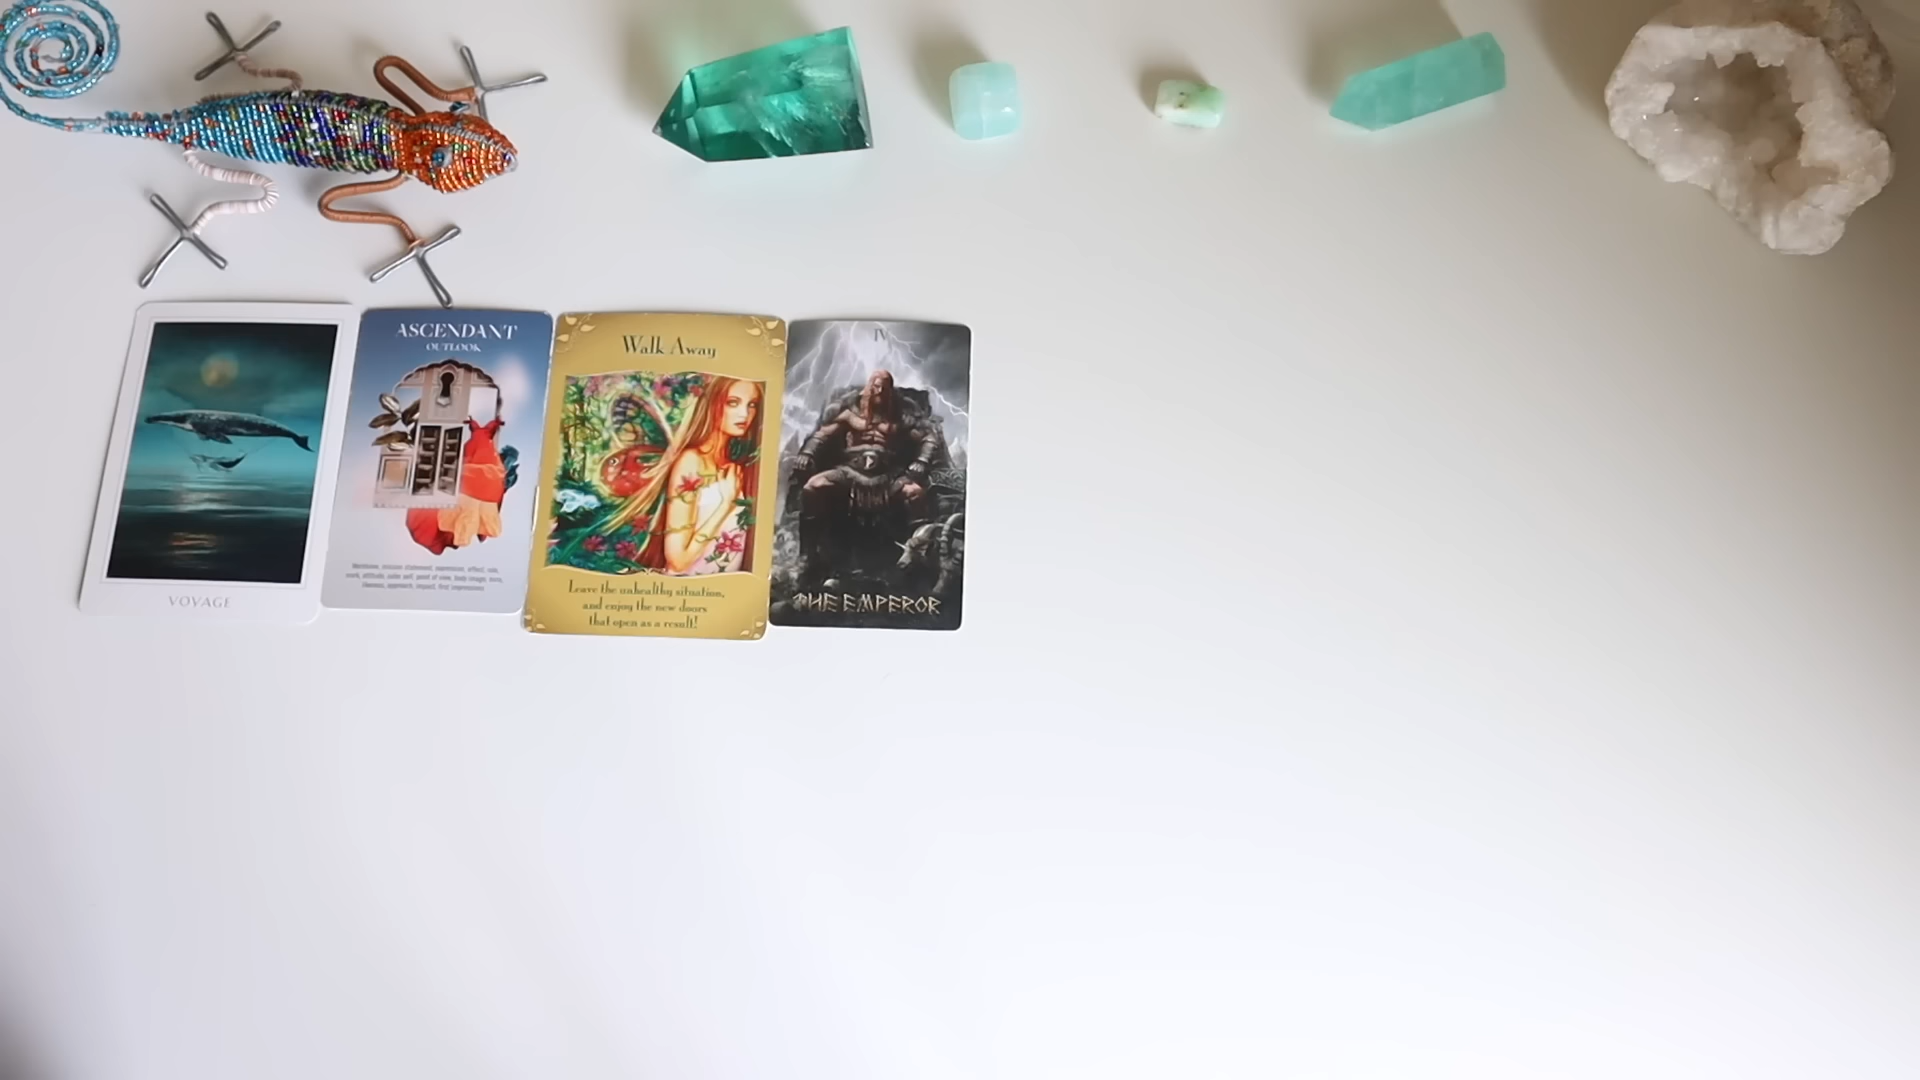 VOYAGE
ASCENDANT
OUTLOOK
Walk Away
Leave the unhealthy situation,
and enjoy the new doors
that open as a result!
IV
THE EMPEROR